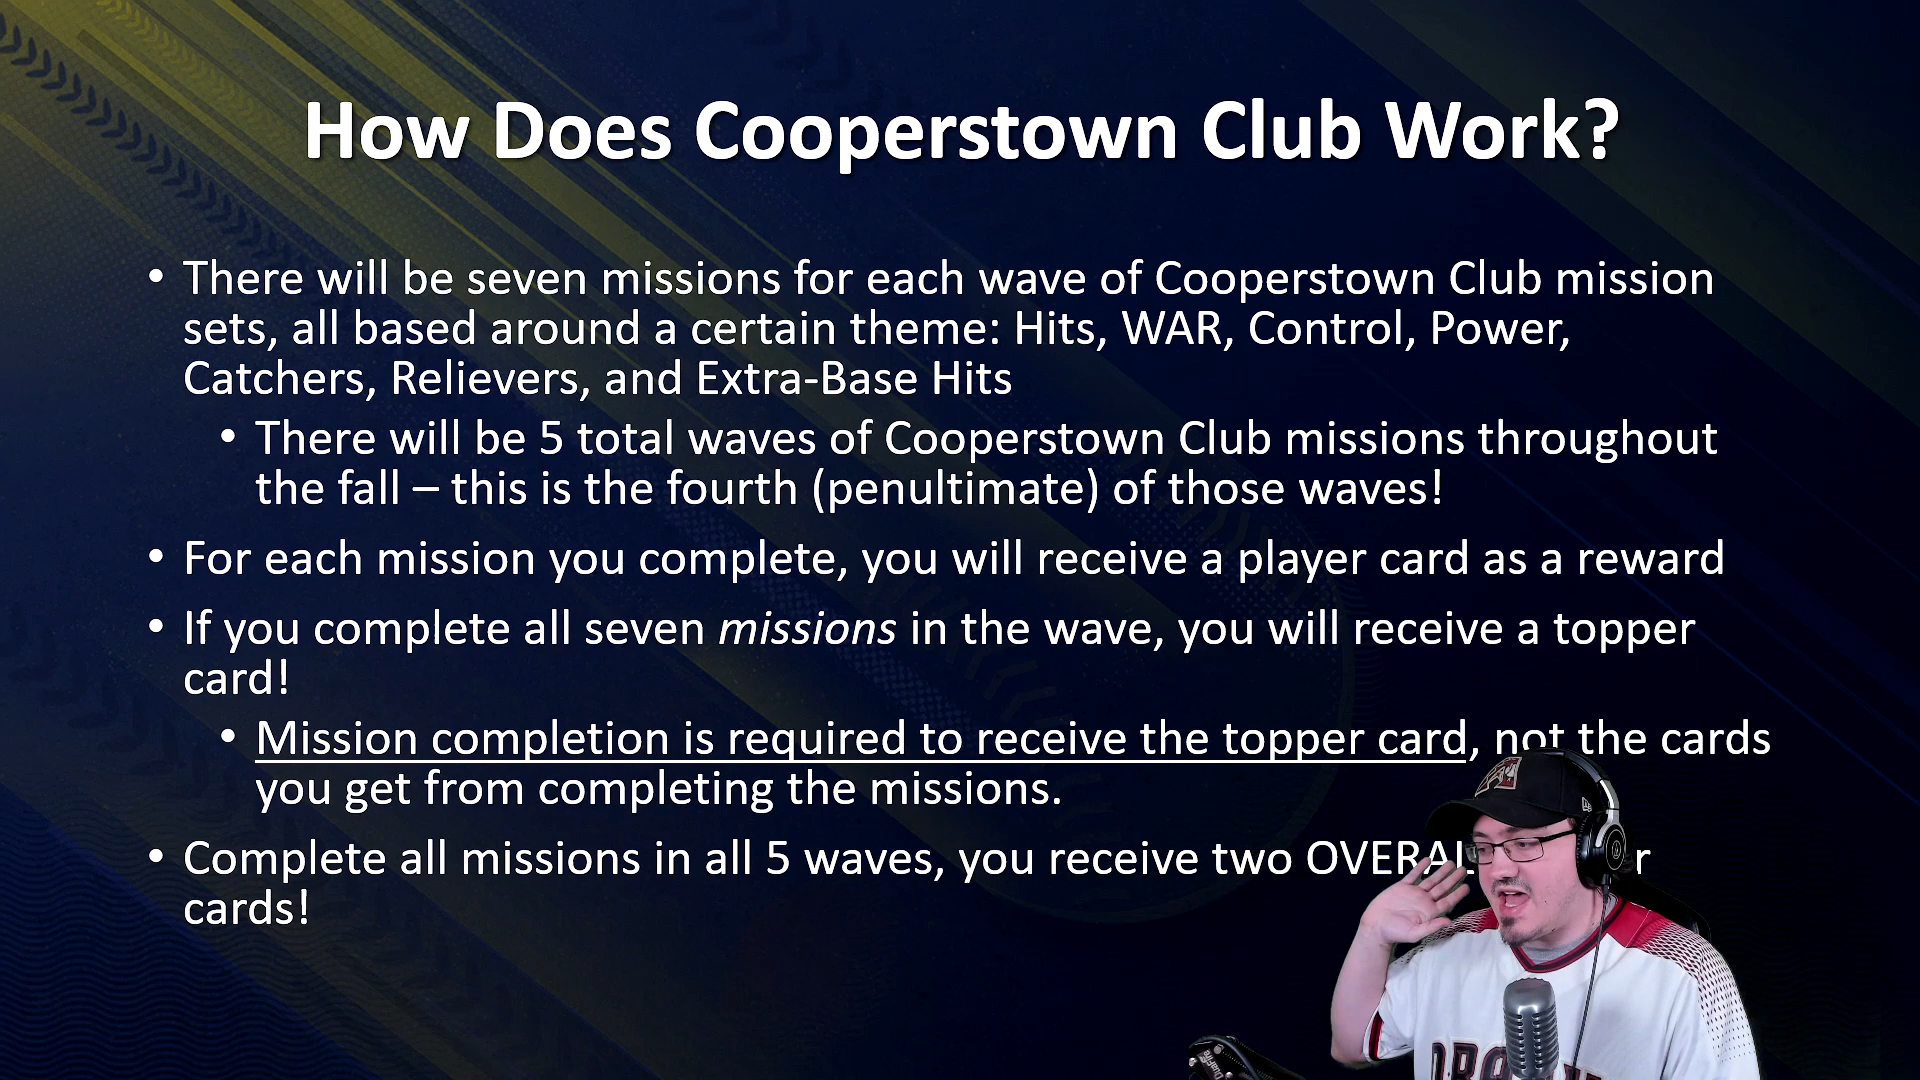 How Does Cooperstown Club Work?
• There will be seven missions for each wave of Cooperstown Club mission
sets, all based around a certain theme: Hits, WAR, Control, Power,
Catchers, Relievers, and Extra-Base Hits
• There will be 5 total waves of Cooperstown Club missions throughout
the fall – this is the fourth (penultimate) of those waves!
• For each mission you complete, you will receive a player card as a reward
• If you complete all seven missions in the wave, you will receive a topper
card!
• Mission completion is required to receive the topper card, not the cards
you get from completing the missions.
• Complete all missions in all 5 waves, you receive two
cards!